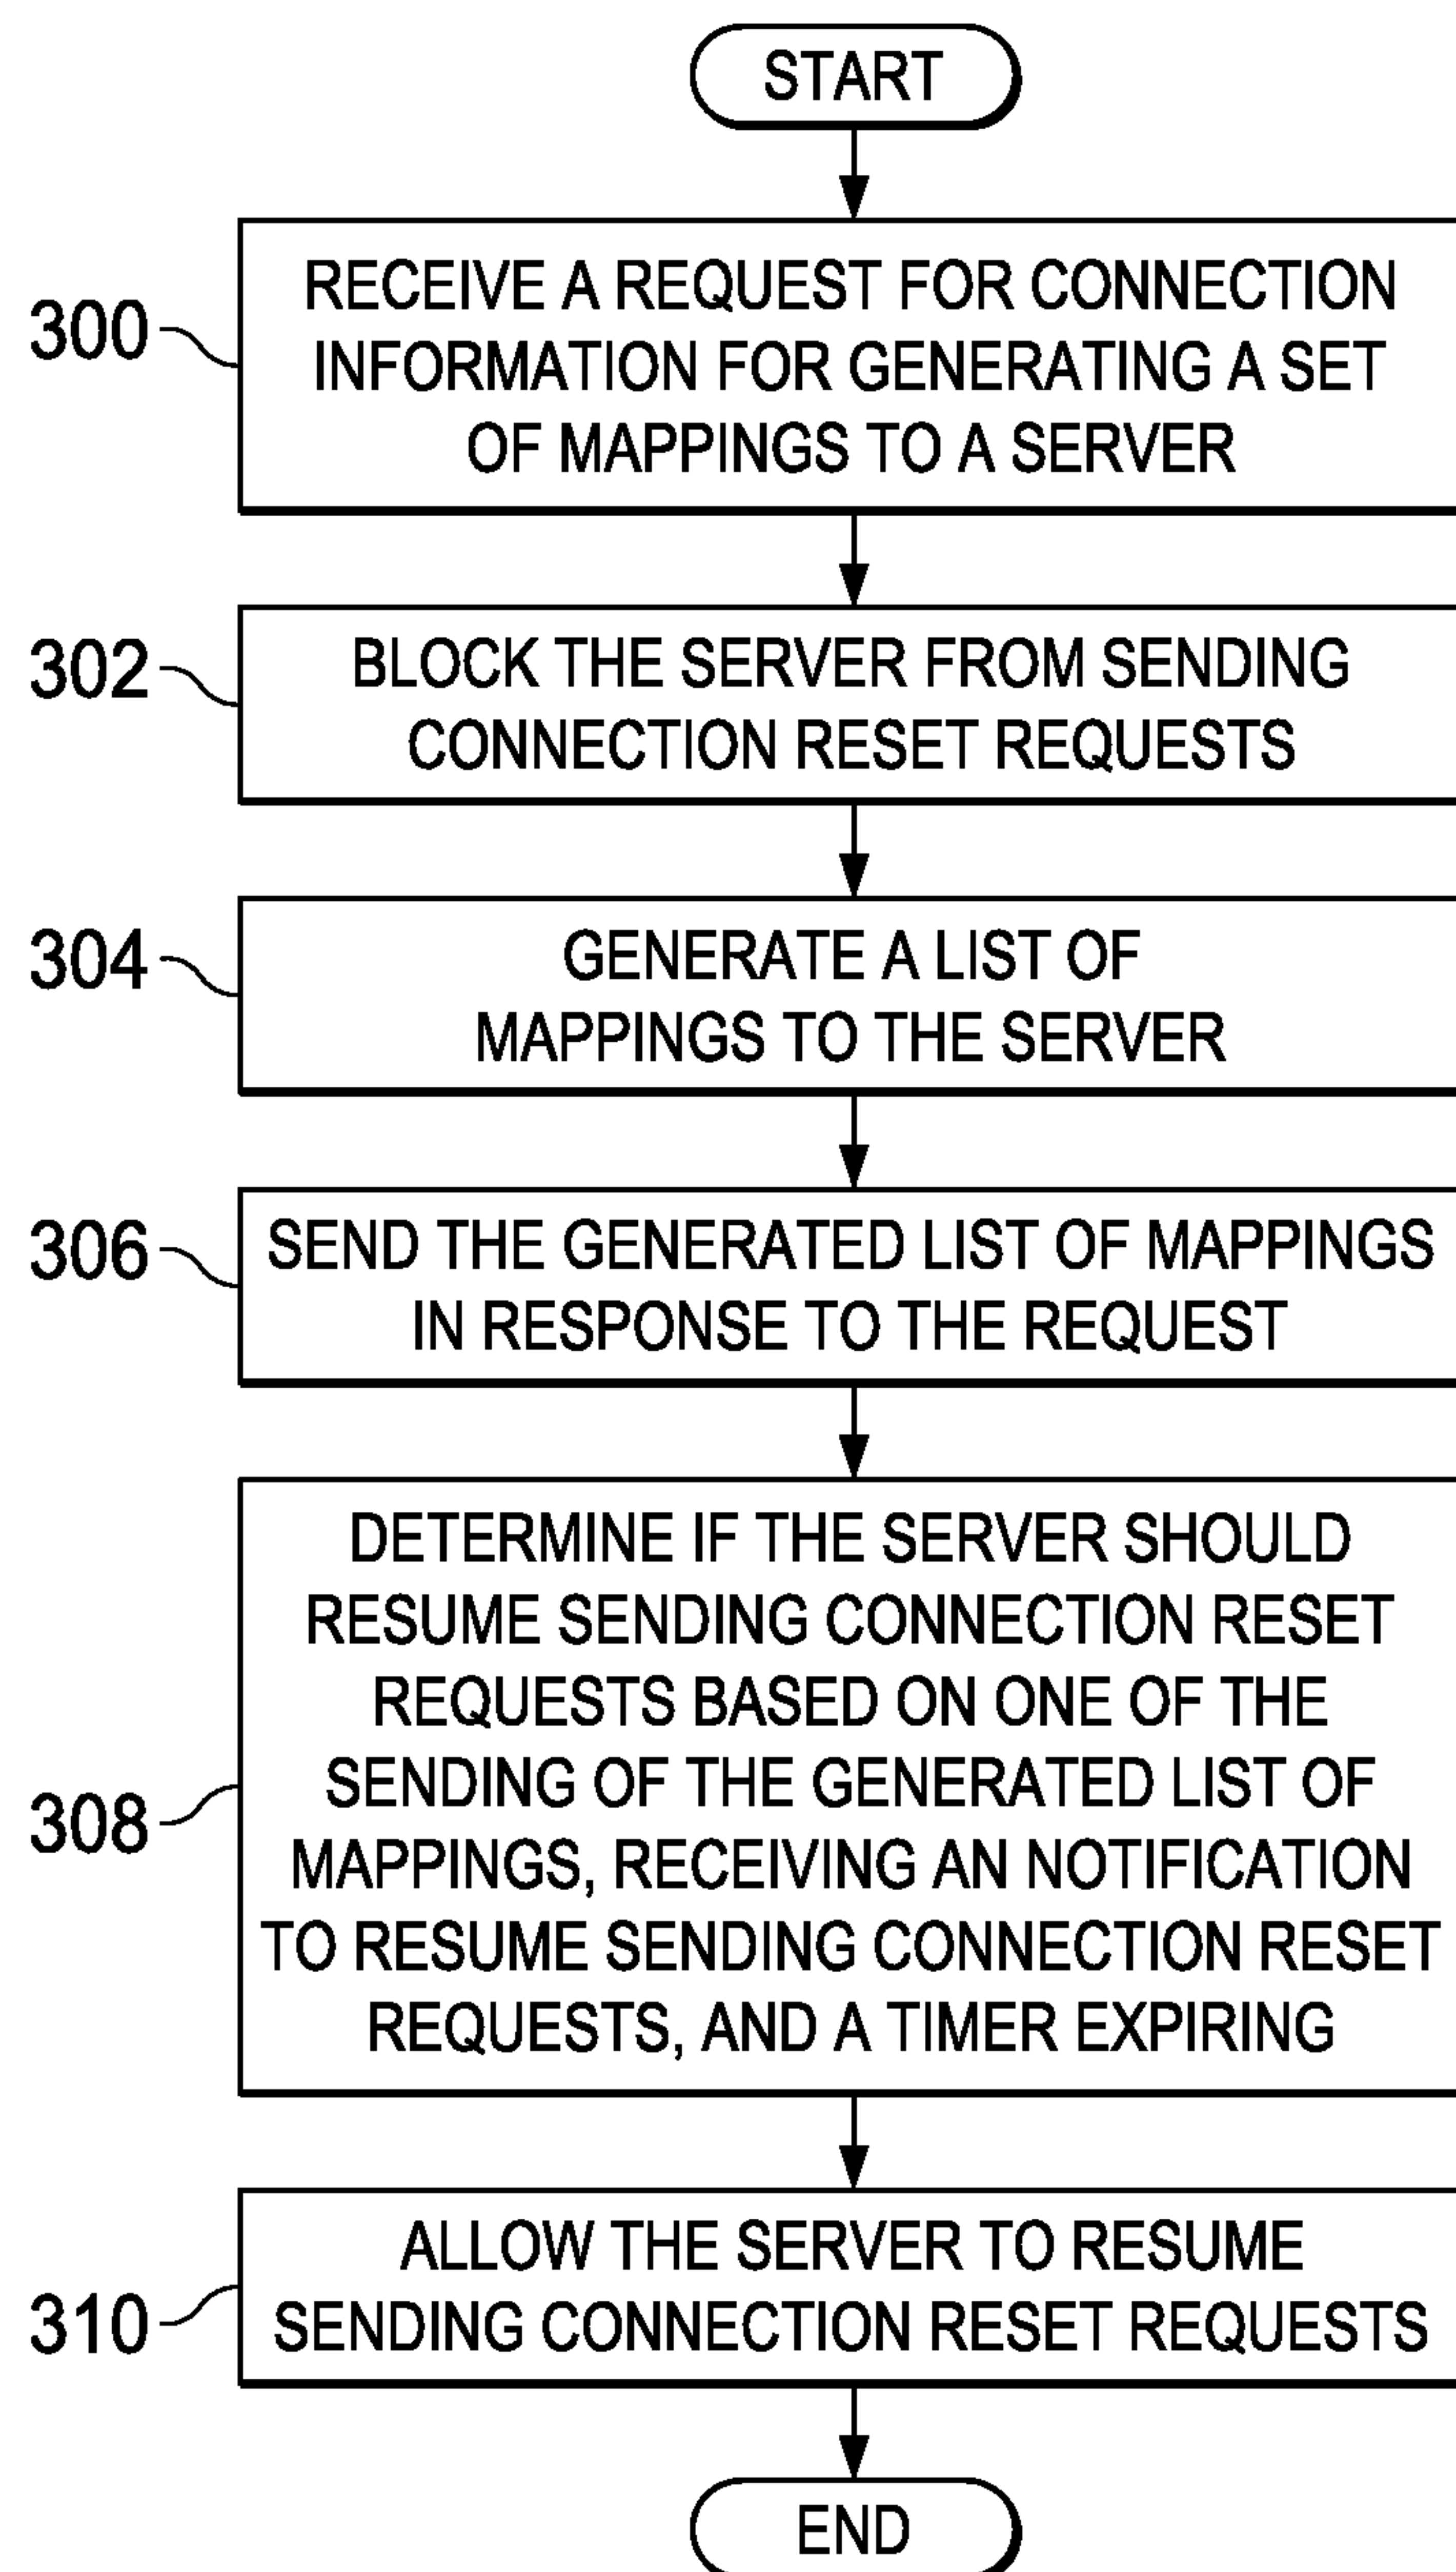 START
300
RECEIVE A REQUEST FOR CONNECTION
INFORMATION FOR GENERATING A SET
OF MAPPINGS TO A SERVER
302
BLOCK THE SERVER FROM SENDING
CONNECTION RESET REQUESTS
304
GENERATE A LIST OF
MAPPINGS TO THE SERVER
306
SEND THE GENERATED LIST OF MAPPINGS
IN RESPONSE TO THE REQUEST
308
DETERMINE IF THE SERVER SHOULD
RESUME SENDING CONNECTION RESET
REQUESTS BASED ON ONE OF THE
SENDING OF THE GENERATED LIST OF
MAPPINGS, RECEIVING AN NOTIFICATION
TO RESUME SENDING CONNECTION RESET
REQUESTS, AND A TIMER EXPIRING
310
ALLOW THE SERVER TO RESUME
SENDING CONNECTION RESET REQUESTS
END